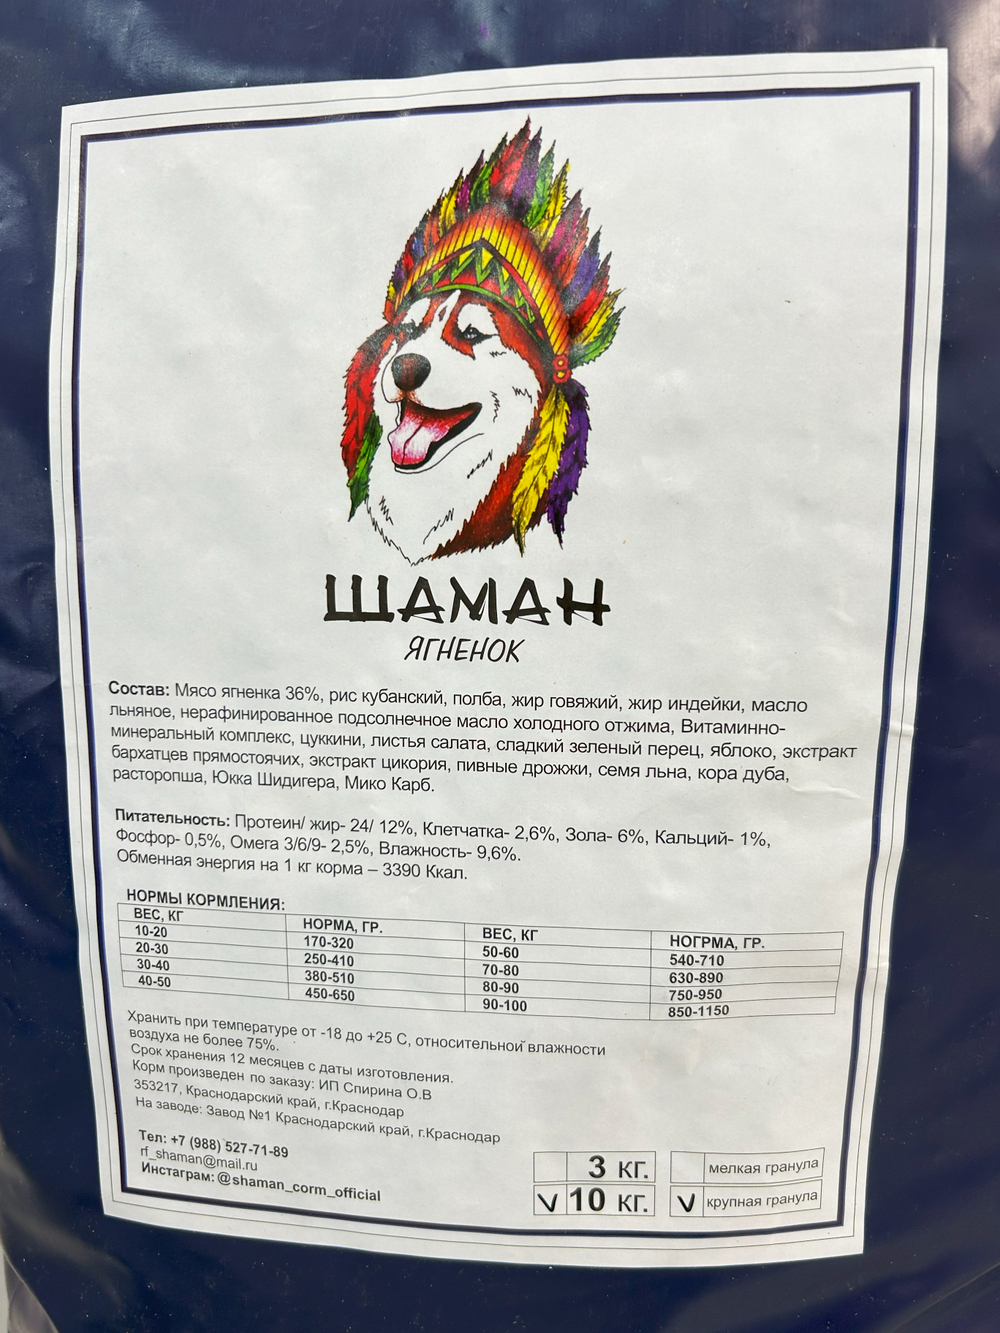 ШАМАН
ЯГНЕНОК
Состав: Мясо ягненка 36%, рис кубанский, полба, жир говяжий, жир индейки, масло
льняное, нерафинированное подсолнечное масло холодного отжима, Витаминно-
минеральный комплекс, цуккини, листья салата, сладкий зеленый перец, яблоко, экстракт
бархатцев прямостоячих, экстракт цикория, пивные дрожжи, семя льна, кора дуба,
расторопша, Юкка Шидигера, Мико Карб.
Питательность: Протеин/ жир- 24/ 12%, Клетчатка- 2,6%, Зола- 6%, Кальций- 1%,
Фосфор- 0,5%, Омега 3/6/9- 2,5%, Влажность- 9,6%.
Обменная энергия на 1 кг корма – 3390 Ккал.
НОРМЫ КОРМЛЕНИЯ:
ВЕС, КГ НОРМА, ГР. ВЕС, КГ НОГРМА, ГР.
10-20 170-320 50-60 540-710
20-30 250-410 70-80 630-890
30-40 380-510 80-90 750-950
40-50 450-650 90-100 850-1150
Хранить при температуре от -18 до +25 С, относительной влажности
воздуха не более 75%.
Срок хранения 12 месяцев с даты изготовления.
Корм произведен по заказу: ИП Спирина О.В
353217, Краснодарский край, г.Краснодар
На заводе: Завод №1 Краснодарский край, г.Краснодар
Тел: +7 (988) 527-71-89
rf_shaman@mail.ru
Инстаграм: @shaman_corm_official
3 кг. мелкая гранула
V 10 кг. V крупная гранула